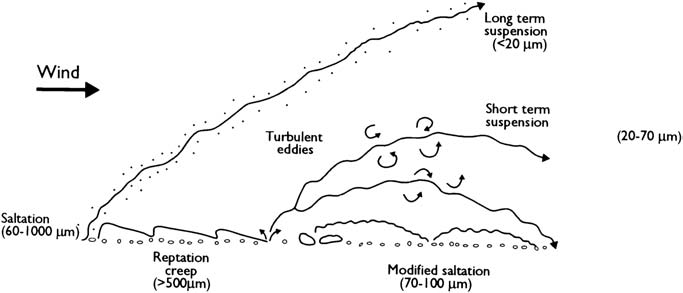 Long term
suspension
(<20 µm)
Wind
Short term
suspension
(20-70 µm)
Turbulent
eddies
Saltation
(60-1000 µm)
Reptation
creep
(>500µm)
Modified saltation
(70-100 µm)